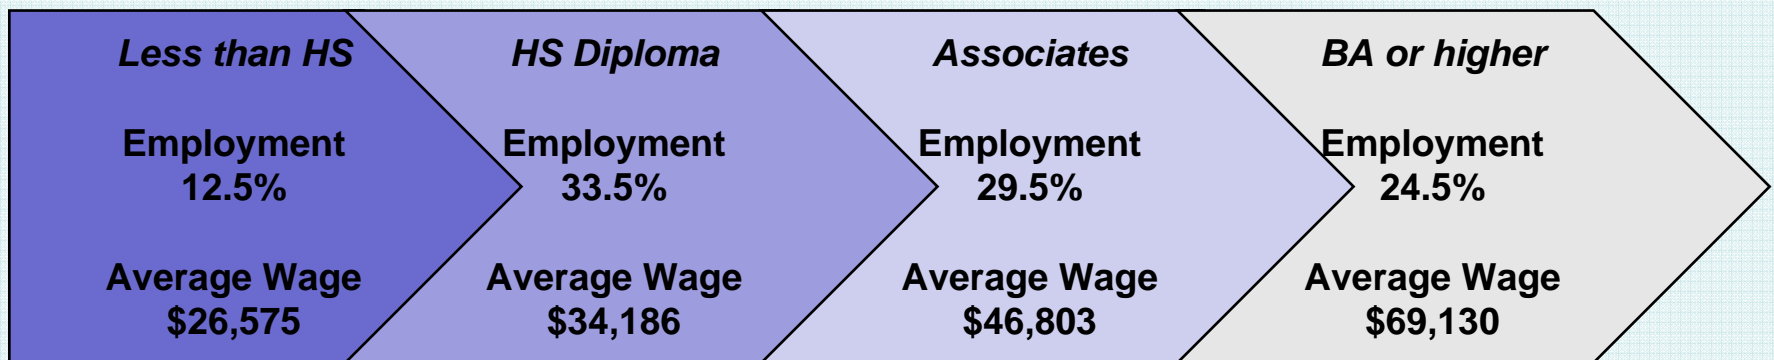 Less than HS
Employment
12.5%
Average Wage
$26,575
HS Diploma
Employment
33.5%
Average Wage
$34,186
Associates
Employment
29.5%
Average Wage
$46,803
BA or higher
Employment
24.5%
Average Wage
$69,130